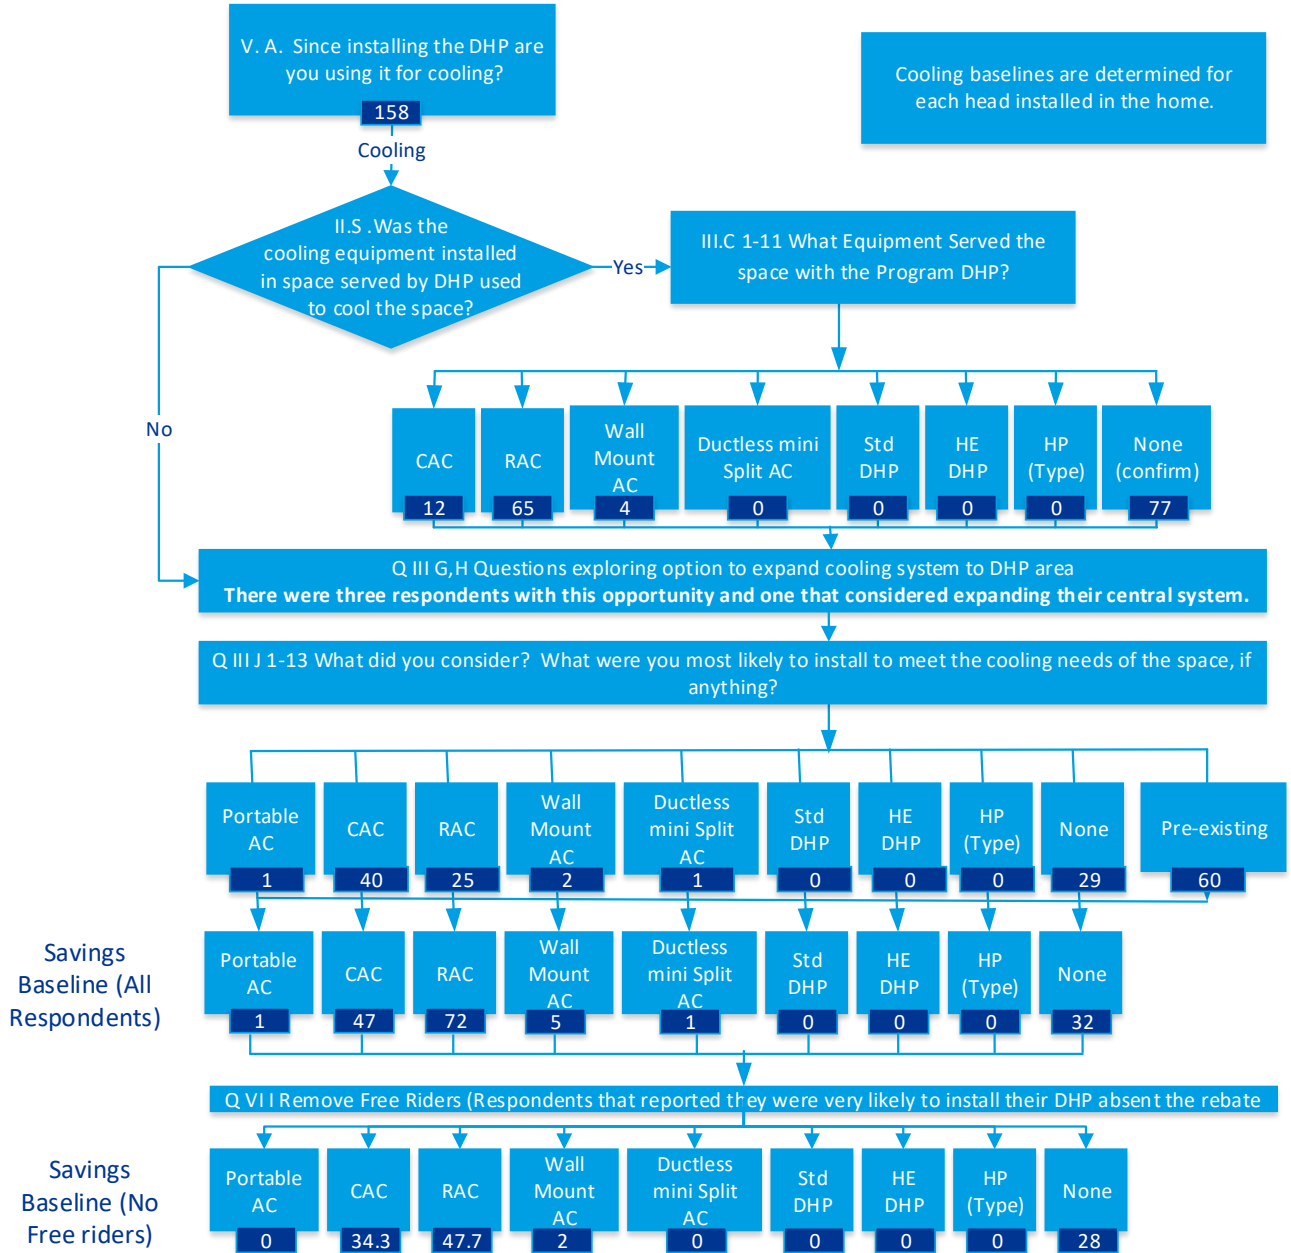 V. A.  Since installing the DHP are
you using it for cooling?
158
Cooling baselines are determined for
each head installed in the home.
Cooling
II.S .Was the
cooling equipment installed
in space served by DHP used
to cool the space?
Yes
III.C 1-11 What Equipment Served the
space with the Program DHP?
No
CAC
12
RAC
65
Wall
Mount
AC
4
Ductless mini
Split AC
0
Std
DHP
0
HE
DHP
0
HP
(Type)
0
None
(confirm)
77
Q III G,H Questions exploring option to expand cooling system to DHP area
There were three respondents with this opportunity and one that considered expanding their central system.
Q III J 1-13 What did you consider?  What were you most likely to install to meet the cooling needs of the space, if
anything?
Portable
AC
1
CAC
40
RAC
25
Wall
Mount
AC
2
Ductless
mini Split
AC
1
Std
DHP
0
HE
DHP
0
HP
(Type)
0
None
29
Pre-existing
60
Savings
Baseline (All
Respondents)
Portable
AC
1
CAC
47
RAC
72
Wall
Mount
AC
5
Ductless
mini Split
AC
1
Std
DHP
0
HE
DHP
0
HP
(Type)
0
None
32
Q VI I Remove Free Riders (Respondents that reported they were very likely to install their DHP absent the rebate
Savings
Baseline (No
Free riders)
Portable
AC
0
CAC
34.3
RAC
47.7
Wall
Mount
AC
2
Ductless
mini Split
AC
0
Std
DHP
0
HE
DHP
0
HP
(Type)
0
None
28